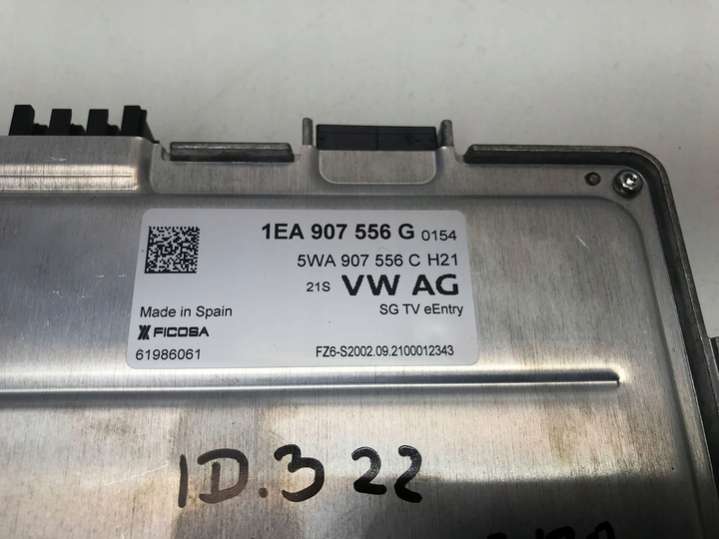 1EA 907 556 G 0154
5WA 907 556 C H21
21S VW AG
Made in Spain
SG TV eEntry
FICOSA
61986061
FZ6-S2002.09.2100012343
ID.3 22